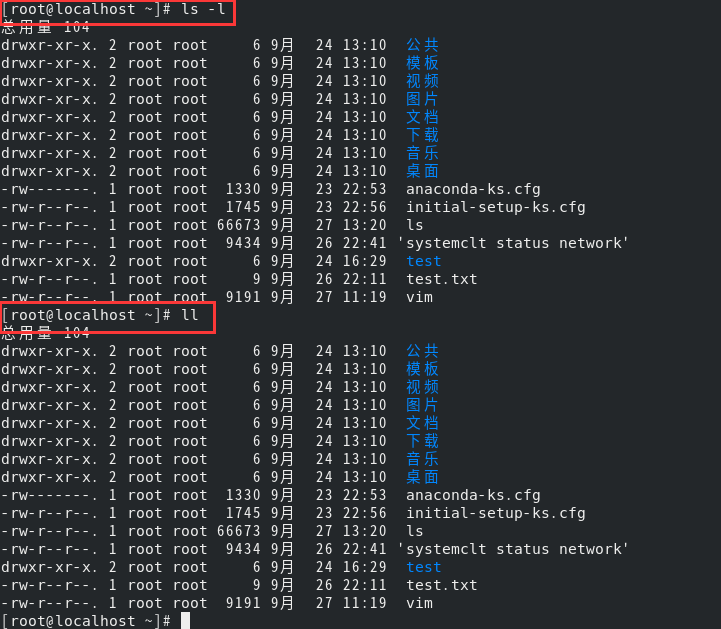 [root@localhost ~]# ls -l
总用量 104
drwxr-xr-x. 2 root root     6 9月  24 13:10  公共
drwxr-xr-x. 2 root root     6 9月  24 13:10  模板
drwxr-xr-x. 2 root root     6 9月  24 13:10  视频
drwxr-xr-x. 2 root root     6 9月  24 13:10  图片
drwxr-xr-x. 2 root root     6 9月  24 13:10  文档
drwxr-xr-x. 2 root root     6 9月  24 13:10  下载
drwxr-xr-x. 2 root root     6 9月  24 13:10  音乐
drwxr-xr-x. 2 root root     6 9月  24 13:10  桌面
-rw-------. 1 root root  1330 9月  23 22:53  anaconda-ks.cfg
-rw-r--r--. 1 root root  1745 9月  23 22:56  initial-setup-ks.cfg
-rw-r--r--. 1 root root 66673 9月  27 13:20  ls
-rw-r--r--. 1 root root  9434 9月  26 22:41 'systemclt status network'
drwxr-xr-x. 2 root root     6 9月  24 16:29  test
-rw-r--r--. 1 root root     9 9月  26 22:11  test.txt
-rw-r--r--. 1 root root  9191 9月  27 11:19  vim
[root@localhost ~]# ll
总用量 104
drwxr-xr-x. 2 root root     6 9月  24 13:10  公共
drwxr-xr-x. 2 root root     6 9月  24 13:10  模板
drwxr-xr-x. 2 root root     6 9月  24 13:10  视频
drwxr-xr-x. 2 root root     6 9月  24 13:10  图片
drwxr-xr-x. 2 root root     6 9月  24 13:10  文档
drwxr-xr-x. 2 root root     6 9月  24 13:10  下载
drwxr-xr-x. 2 root root     6 9月  24 13:10  音乐
drwxr-xr-x. 2 root root     6 9月  24 13:10  桌面
-rw-------. 1 root root  1330 9月  23 22:53  anaconda-ks.cfg
-rw-r--r--. 1 root root  1745 9月  23 22:56  initial-setup-ks.cfg
-rw-r--r--. 1 root root 66673 9月  27 13:20  ls
-rw-r--r--. 1 root root  9434 9月  26 22:41 'systemclt status network'
drwxr-xr-x. 2 root root     6 9月  24 16:29  test
-rw-r--r--. 1 root root     9 9月  26 22:11  test.txt
-rw-r--r--. 1 root root  9191 9月  27 11:19  vim
[root@localhost ~]#